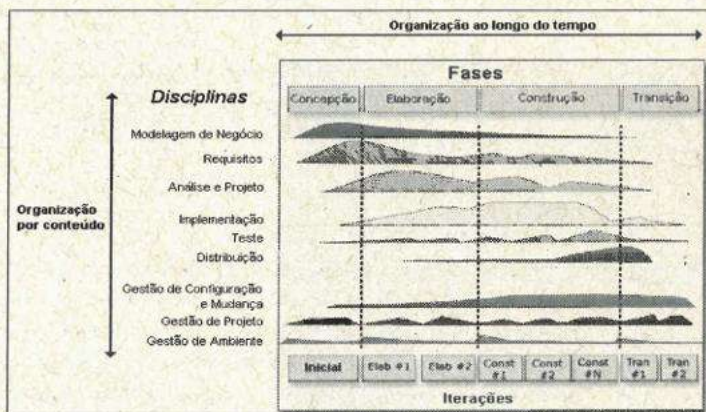 Organização ao longo do tempo
Fases
Disciplinas
Concepção Elaboração Construção Transição
Modelagem de Negócio
Requisitos
Análise e Projeto
Organização
por conteúdo
Implementação
Teste
Distribuição
Gestão de Configuração
e Mudança
Gestão de Projeto
Gestão de Ambiente
Inicial Elab #1 Elab #2 Const #1 Const #2 Const #N Tran #1 Tran #2
Iterações